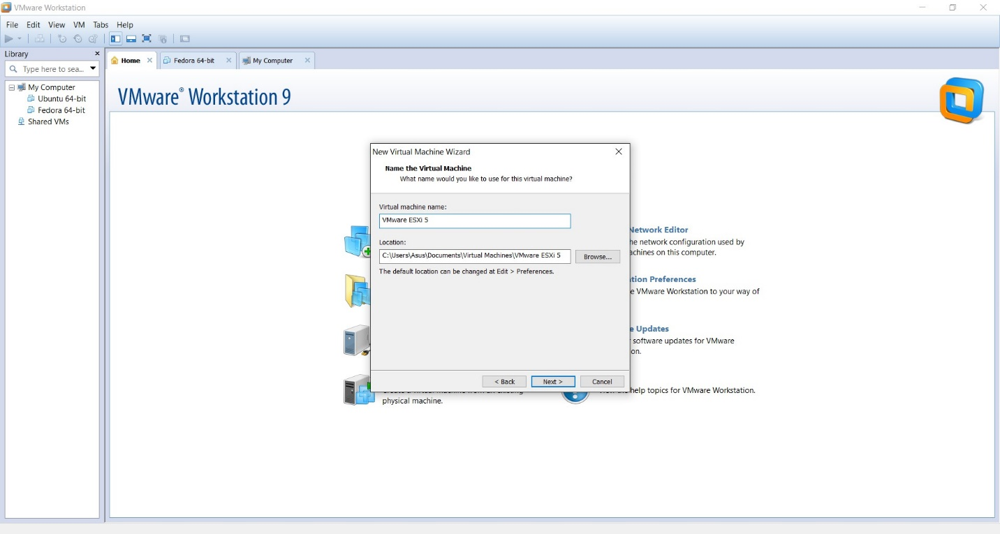 VMware Workstation
File Edit View VM Tabs Help
Library
Type here to sea...
Home
Fedora 64-bit
My Computer
My Computer
Ubuntu 64-bit
Fedora 64-bit
Shared VMs
VMware® Workstation 9
New Virtual Machine Wizard
Name the Virtual Machine
What name would you like to use for this virtual machine?
Virtual machine name:
VMware ESXi 5
Location:
C:\Users\Asus\Documents\Virtual Machines\VMware ESXi 5
Browse...
The default location can be changed at Edit > Preferences.
< Back
Next >
Cancel
physical machine.
Network Editor
he network configuration used by
achines on this computer.
tion Preferences
e VMware Workstation to your way of
e Updates
software updates for VMware
on.
help topics for VMware Workstation.